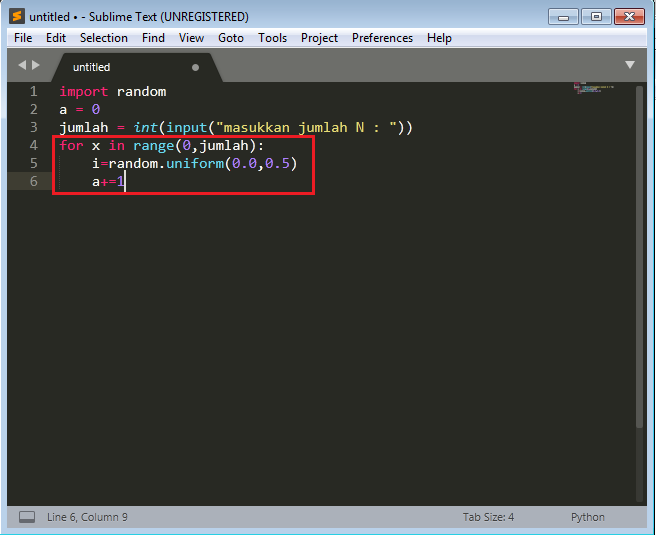 untitled • - Sublime Text (UNREGISTERED)
File Edit Selection Find View Goto Tools Project Preferences Help
untitled
1 import random
2 a = 0
3 jumlah = int(input("masukkan jumlah N : "))
4 for x in range(0,jumlah):
5 i=random.uniform(0.0,0.5)
6 a+=1
Line 6, Column 9 Tab Size: 4 Python